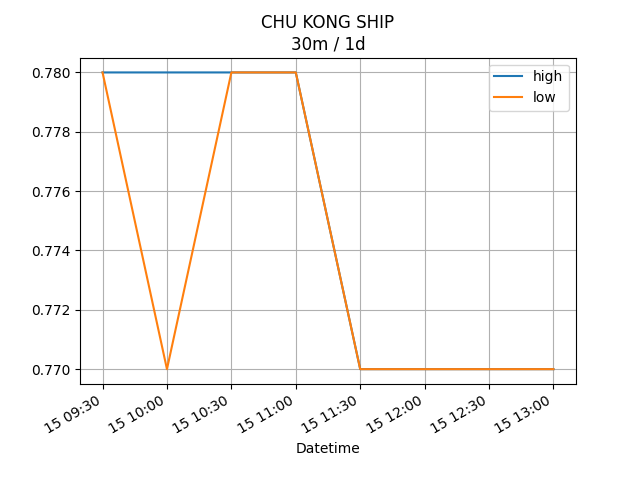 CHU KONG SHIP
30m / 1d
high
low
0.780
0.778
0.776
0.774
0.772
0.770
15 09:30
15 10:00
15 10:30
15 11:00
15 11:30
15 12:00
15 12:30
15 13:00
Datetime